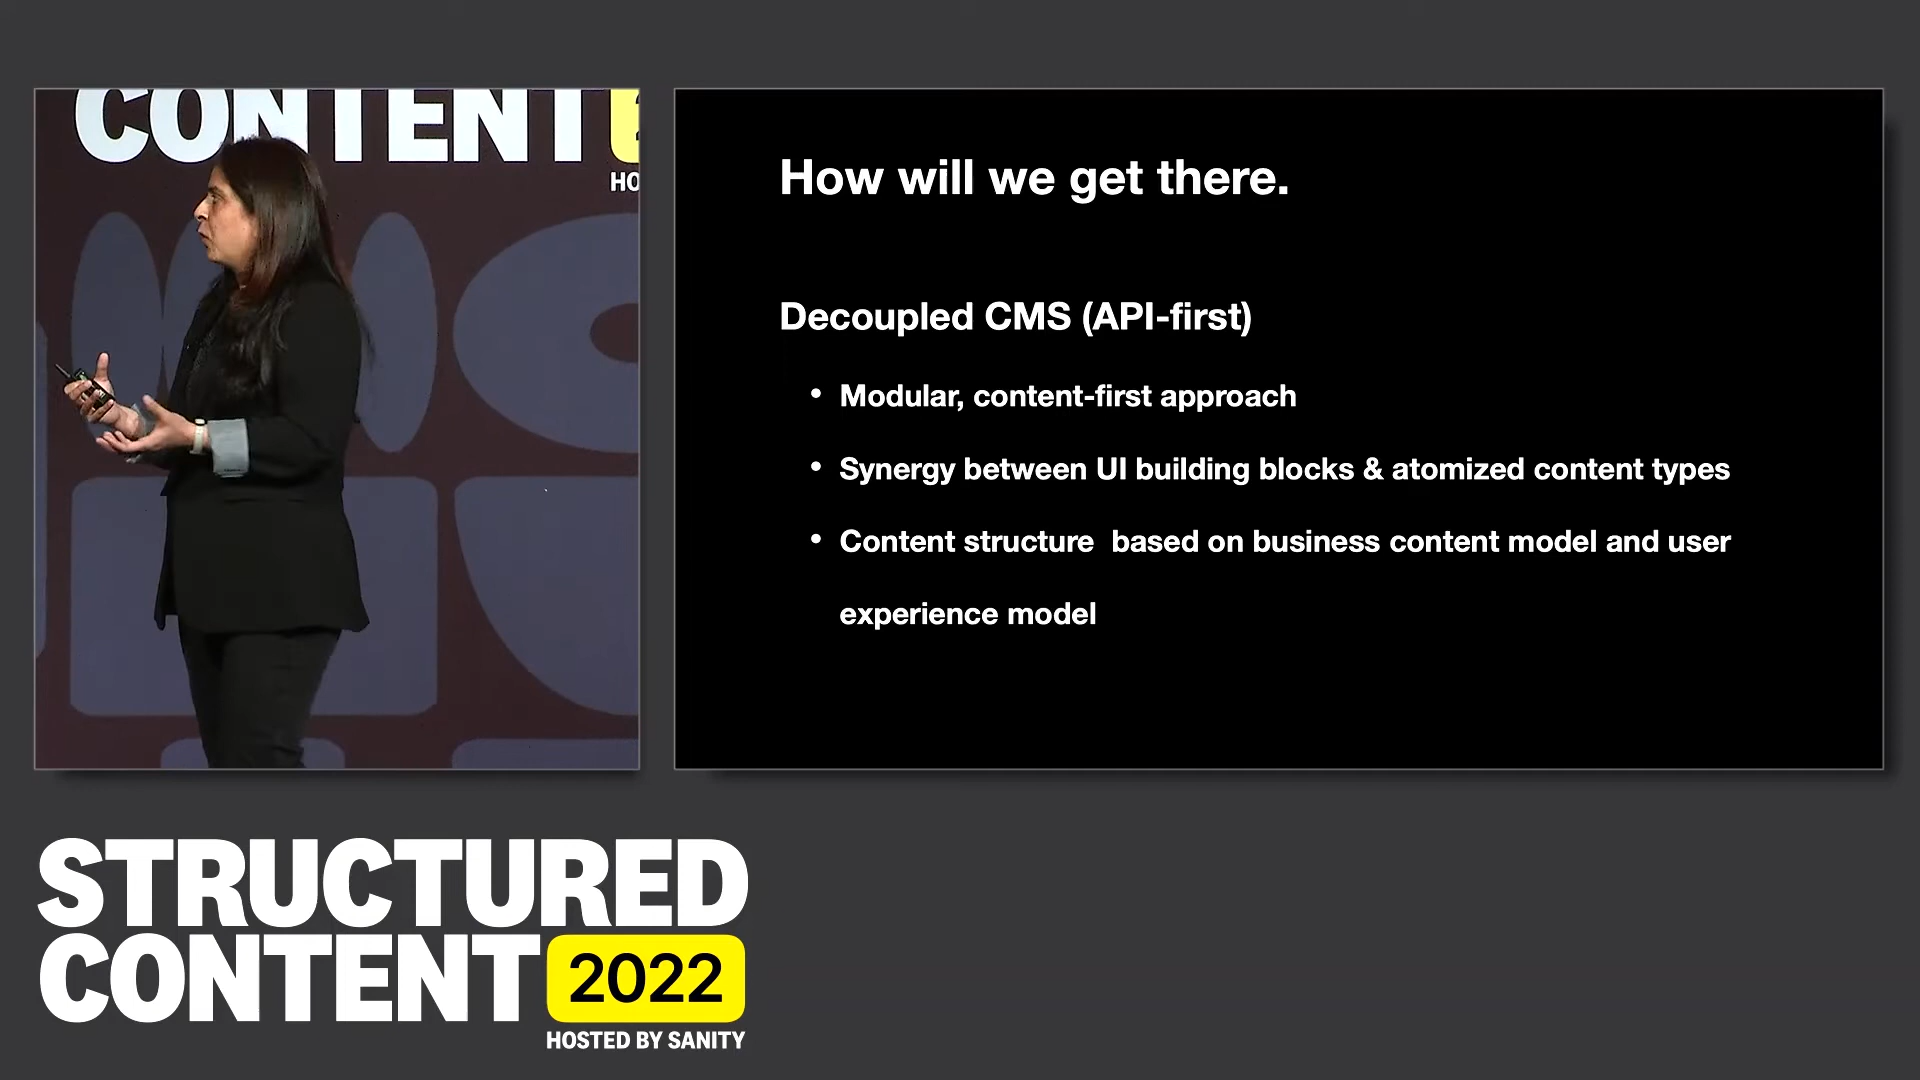 CONTENT
HO
How will we get there.
Decoupled CMS (API-first)
• Modular, content-first approach
• Synergy between UI building blocks & atomized content types
• Content structure  based on business content model and user
experience model
STRUCTURED
CONTENT 2022
HOSTED BY SANITY